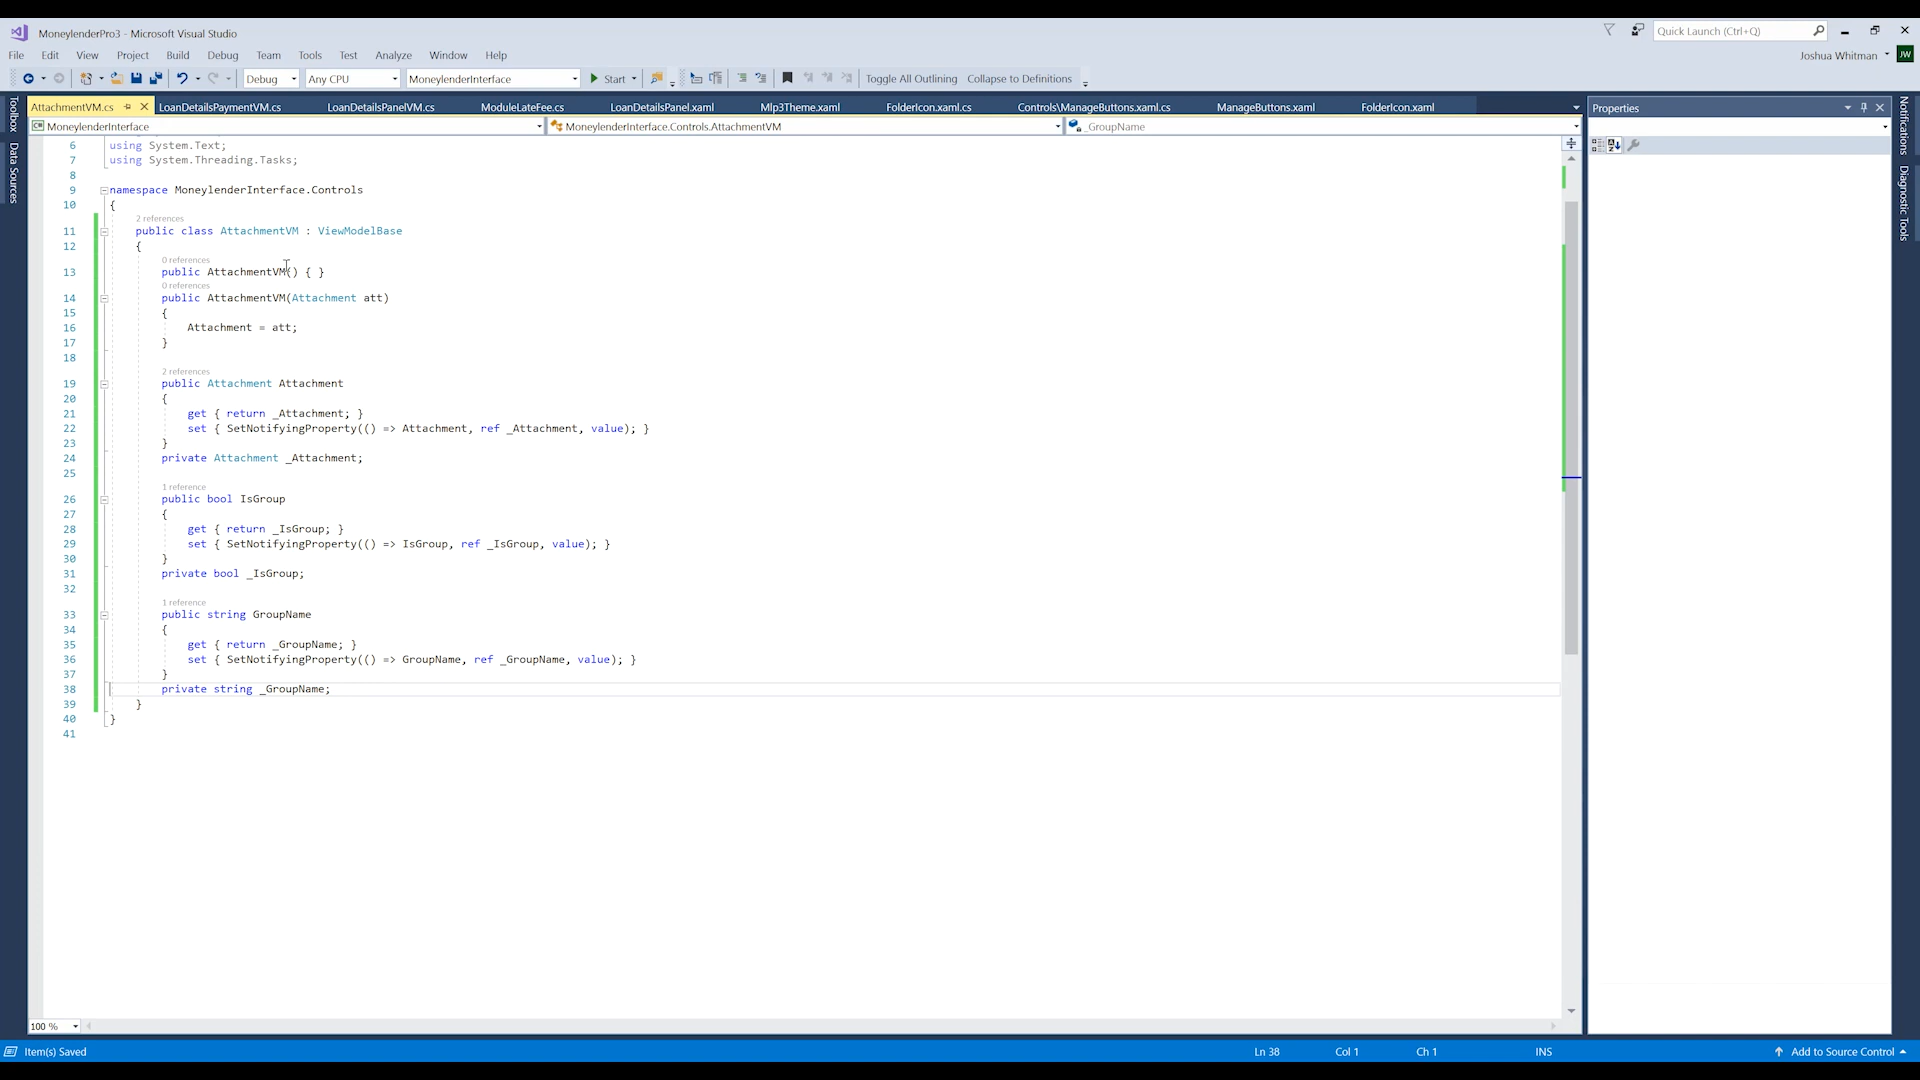 MoneylenderPro3 - Microsoft Visual Studio
Quick Launch (Ctrl+Q)
File Edit View Project Build Debug Team Tools Test Analyze Window Help
Joshua Whitman JW
Debug Any CPU MoneylenderInterface Start Toggle All Outlining Collapse to Definitions
AttachmentVM.cs LoanDetailsPaymentVM.cs LoanDetailsPanelVM.cs ModuleLateFee.cs LoanDetailsPanel.xaml Mlp3Theme.xaml FolderIcon.xaml.cs Controls\ManageButtons.xaml.cs ManageButtons.xaml FolderIcon.xaml
MoneylenderInterface MoneylenderInterface.Controls.AttachmentVM _GroupName
Toolbox
Data Sources
6 using System.Text;
7 using System.Threading.Tasks;
8
9 namespace MoneylenderInterface.Controls
10 {
2 references
11 public class AttachmentVM : ViewModelBase
12 {
0 references
13 public AttachmentVM() { }
0 references
14 public AttachmentVM(Attachment att)
15 {
16 Attachment = att;
17 }
18
2 references
19 public Attachment Attachment
20 {
21 get { return _Attachment; }
22 set { SetNotifyingProperty(() => Attachment, ref _Attachment, value); }
23 }
24 private Attachment _Attachment;
25
1 reference
26 public bool IsGroup
27 {
28 get { return _IsGroup; }
29 set { SetNotifyingProperty(() => IsGroup, ref _IsGroup, value); }
30 }
31 private bool _IsGroup;
32
1 reference
33 public string GroupName
34 {
35 get { return _GroupName; }
36 set { SetNotifyingProperty(() => GroupName, ref _GroupName, value); }
37 }
38 private string _GroupName;
39 }
40 }
41
100 %
Properties
Notifications
Diagnostic Tools
Item(s) Saved Ln 38 Col 1 Ch 1 INS Add to Source Control